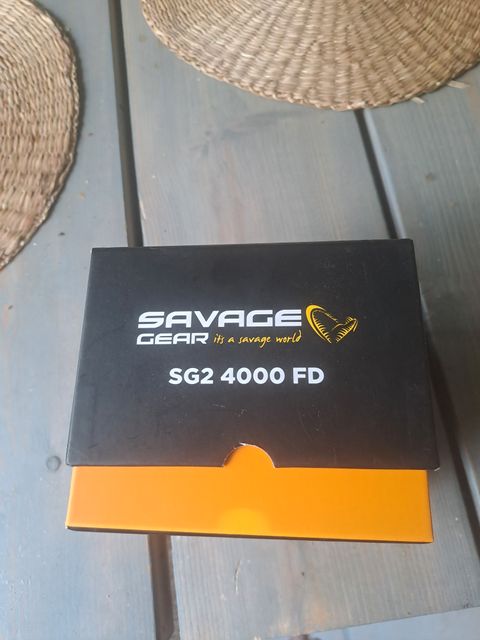 SAVAGE
GEAR its a savage world
SG2 4000 FD